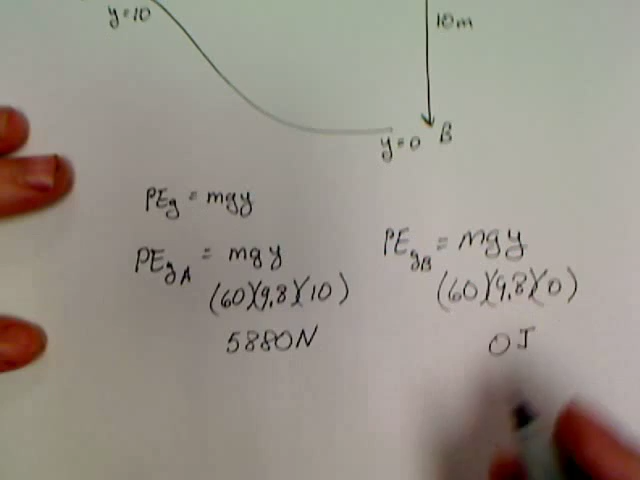 y=10
10m
y=0 B
PEg = mgy
PEgA = mgy
(60)(9.8)(10)
5880N
PEgB = mgy
(60)(9.8)(0)
0 J